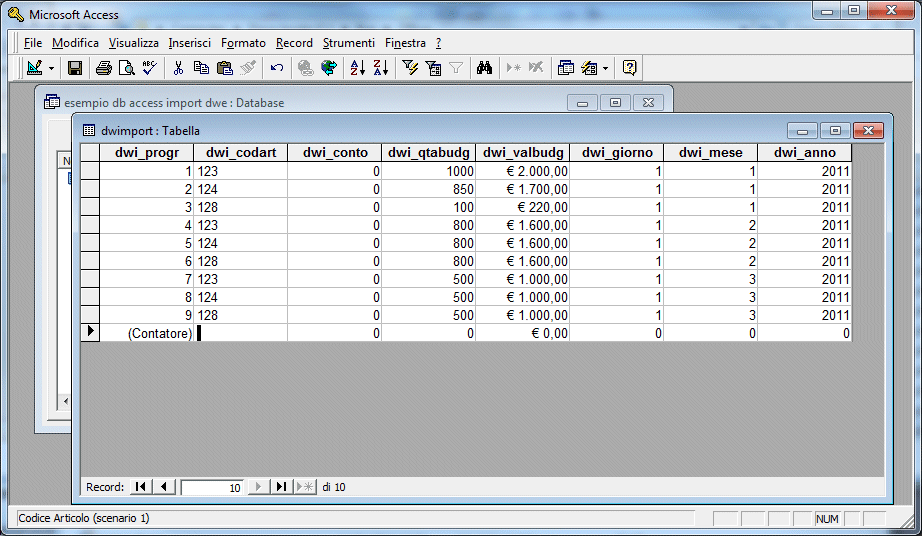 Microsoft Access
File Modifica Visualizza Inserisci Formato Record Strumenti Finestra ?
esempio db access import dwe : Database
dwimport : Tabella
dwi_progr dwi_codart dwi_conto dwi_qtabudg dwi_valbudg dwi_giorno dwi_mese dwi_anno
1 123 0 1000 € 2.000,00 1 1 2011
2 124 0 850 € 1.700,00 1 1 2011
3 128 0 100 € 220,00 1 1 2011
4 123 0 800 € 1.600,00 1 2 2011
5 124 0 800 € 1.600,00 1 2 2011
6 128 0 800 € 1.600,00 1 2 2011
7 123 0 500 € 1.000,00 1 3 2011
8 124 0 500 € 1.000,00 1 3 2011
9 128 0 500 € 1.000,00 1 3 2011
(Contatore) 0 0 € 0,00 0 0 0
Record: 10 di 10
Codice Articolo (scenario 1) NUM